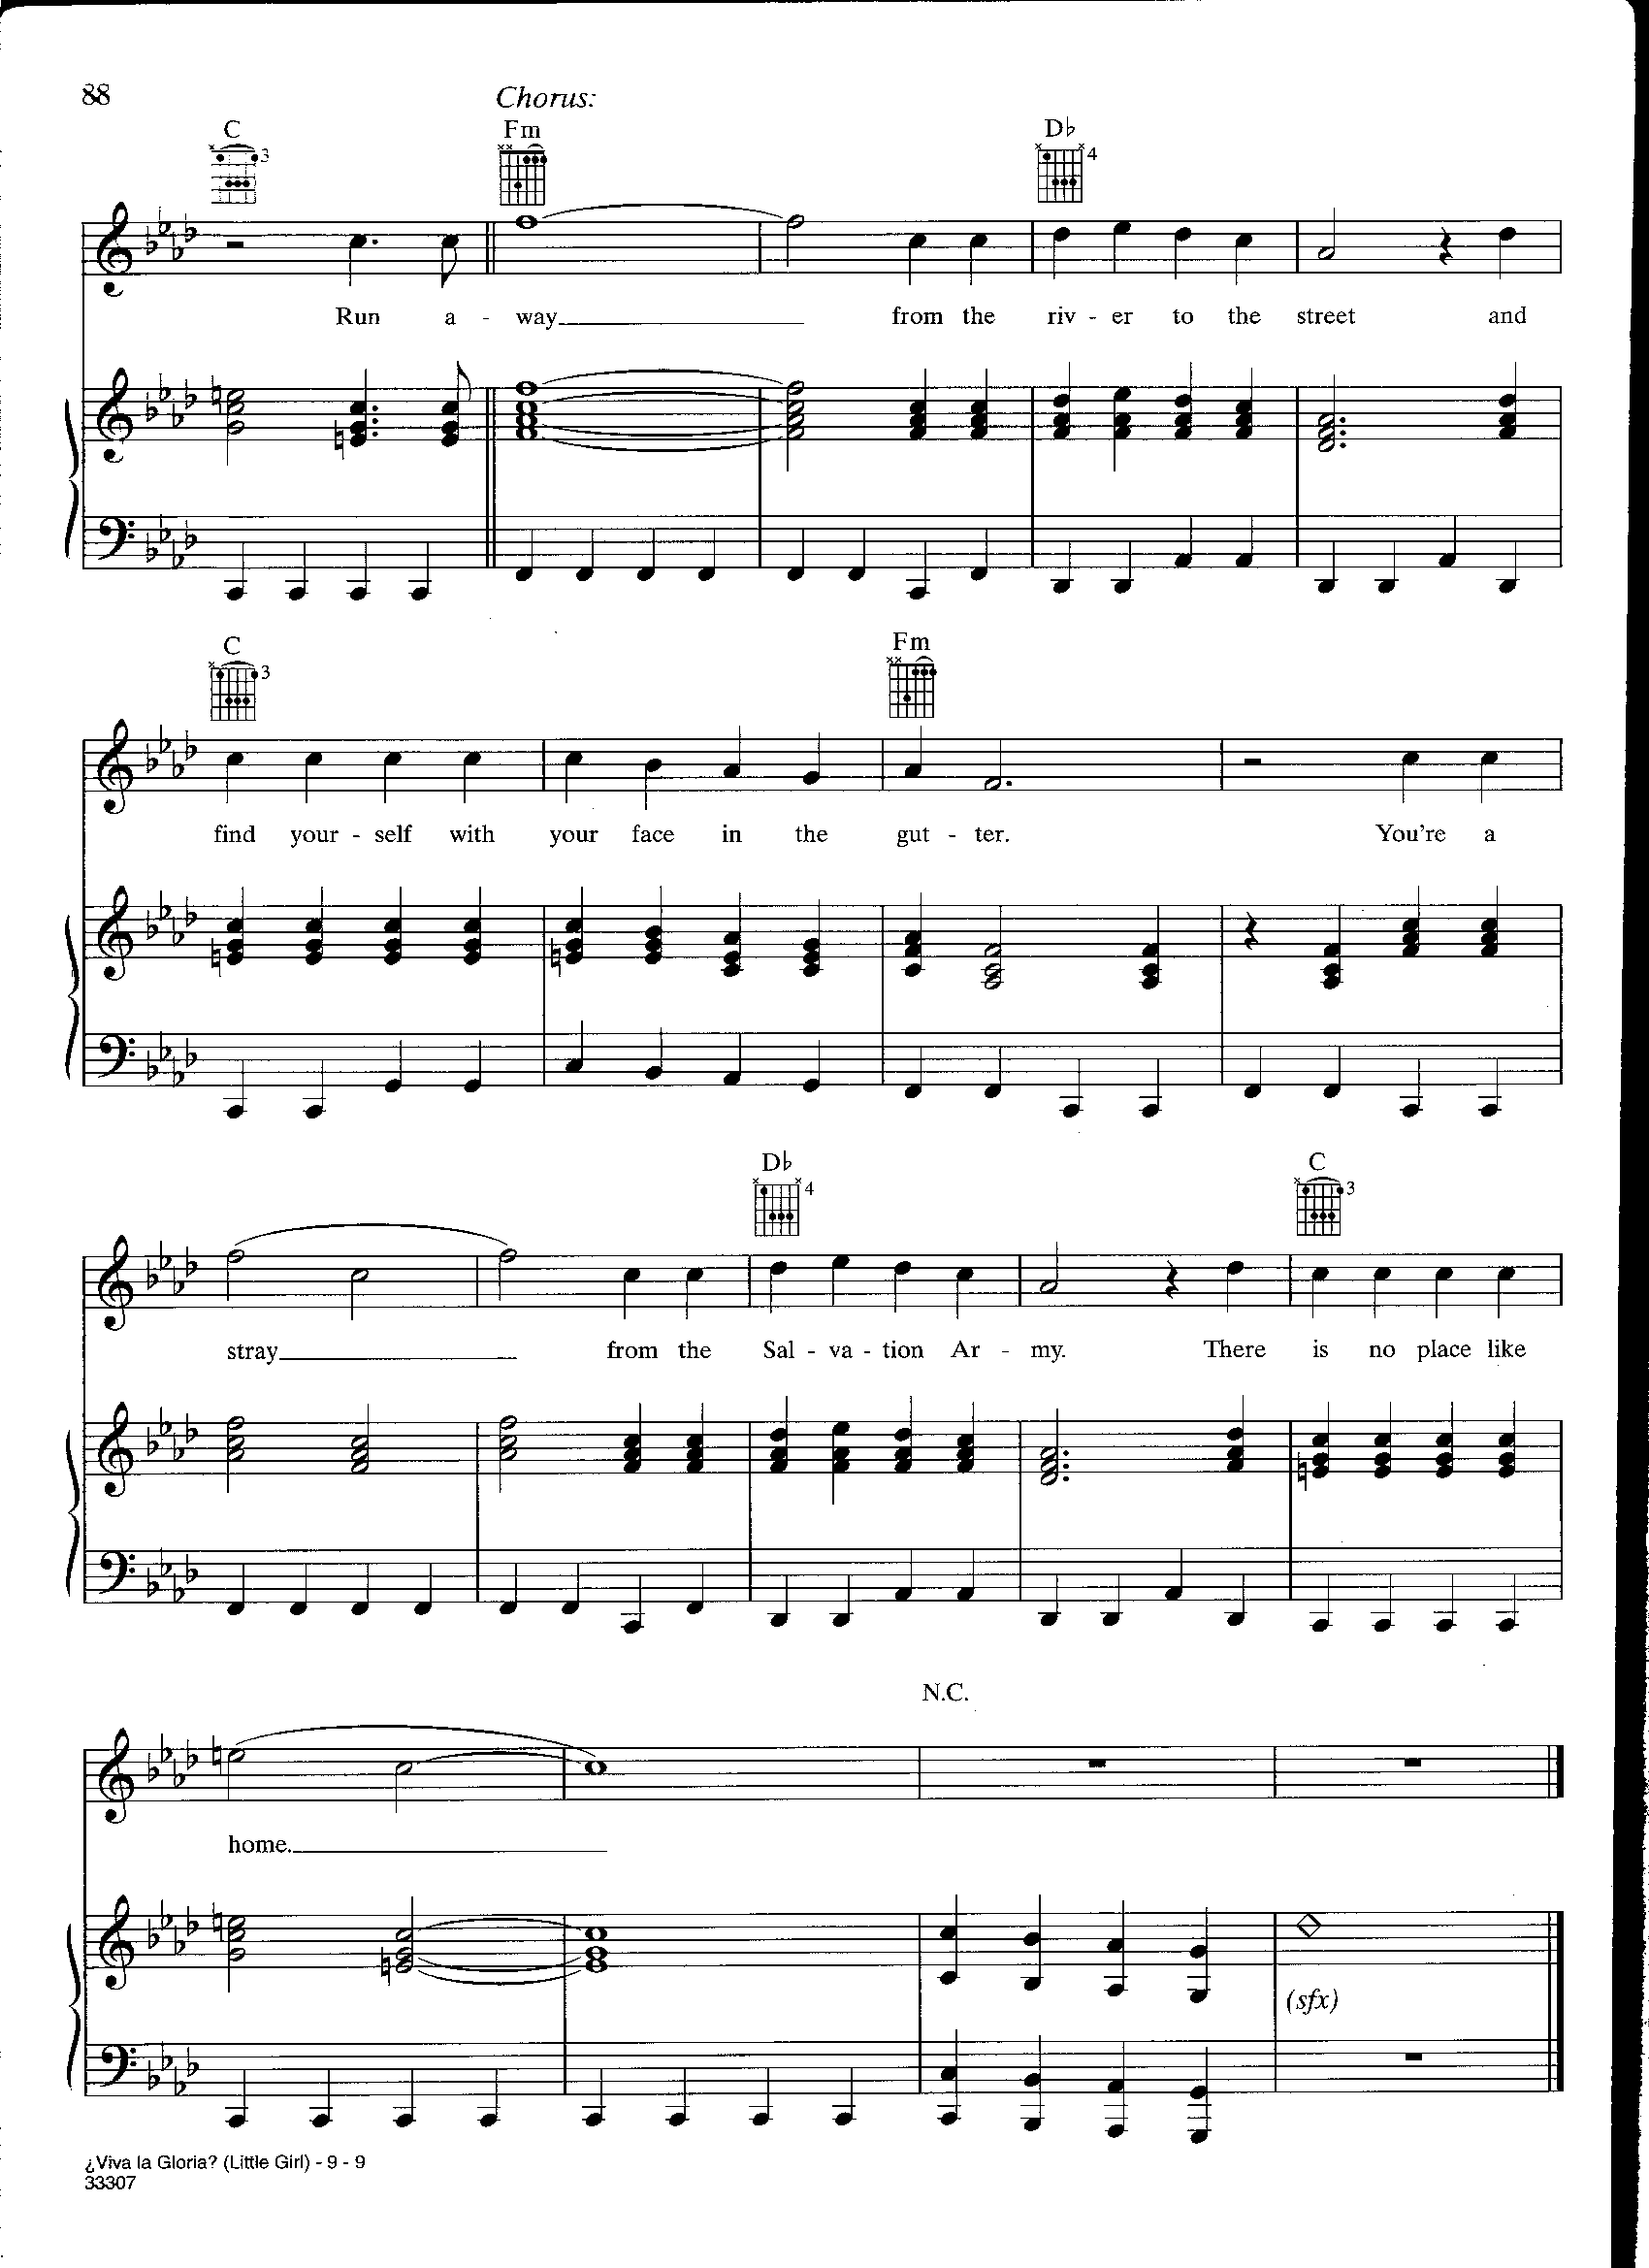 88
Chorus:
C Fm D♭
3 4
Run a - way from the riv - er to the street and
C Fm
3
find your - self with your face in the gut - ter. You're a
D♭ C
4 3
stray from the Sal - va - tion Ar - my. There is no place like
N.C.
home.
(sfx)
¿Viva la Gloria? (Little Girl) - 9 - 9
33307